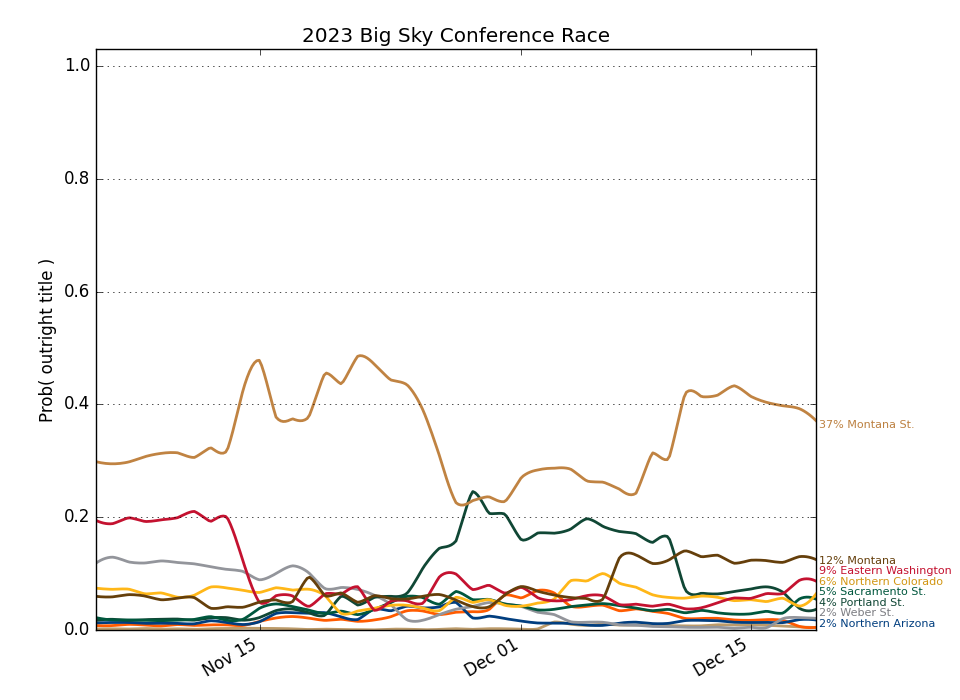 2023 Big Sky Conference Race
Prob( outright title )
1.0
0.8
0.6
0.4
0.2
0.0
Nov 15
Dec 01
Dec 15
37% Montana St.
12% Montana
9% Eastern Washington
6% Northern Colorado
5% Sacramento St.
4% Portland St.
2% Weber St.
2% Northern Arizona